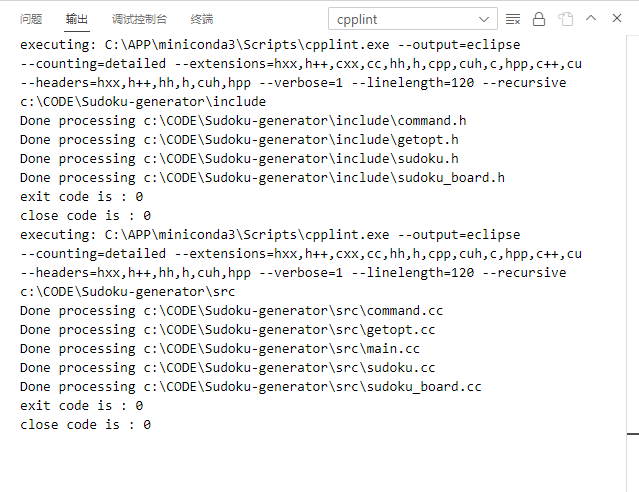 问题 输出 调试控制台 终端 cpplint
executing: C:\APP\miniconda3\Scripts\cpplint.exe --output=eclipse
--counting=detailed --extensions=hxx,h++,cxx,cc,hh,h,cpp,cuh,c,hpp,c++,cu
--headers=hxx,h++,hh,h,cuh,hpp --verbose=1 --linelength=120 --recursive
c:\CODE\Sudoku-generator\include
Done processing c:\CODE\Sudoku-generator\include\command.h
Done processing c:\CODE\Sudoku-generator\include\getopt.h
Done processing c:\CODE\Sudoku-generator\include\sudoku.h
Done processing c:\CODE\Sudoku-generator\include\sudoku_board.h
exit code is : 0
close code is : 0
executing: C:\APP\miniconda3\Scripts\cpplint.exe --output=eclipse
--counting=detailed --extensions=hxx,h++,cxx,cc,hh,h,cpp,cuh,c,hpp,c++,cu
--headers=hxx,h++,hh,h,cuh,hpp --verbose=1 --linelength=120 --recursive
c:\CODE\Sudoku-generator\src
Done processing c:\CODE\Sudoku-generator\src\command.cc
Done processing c:\CODE\Sudoku-generator\src\getopt.cc
Done processing c:\CODE\Sudoku-generator\src\main.cc
Done processing c:\CODE\Sudoku-generator\src\sudoku.cc
Done processing c:\CODE\Sudoku-generator\src\sudoku_board.cc
exit code is : 0
close code is : 0